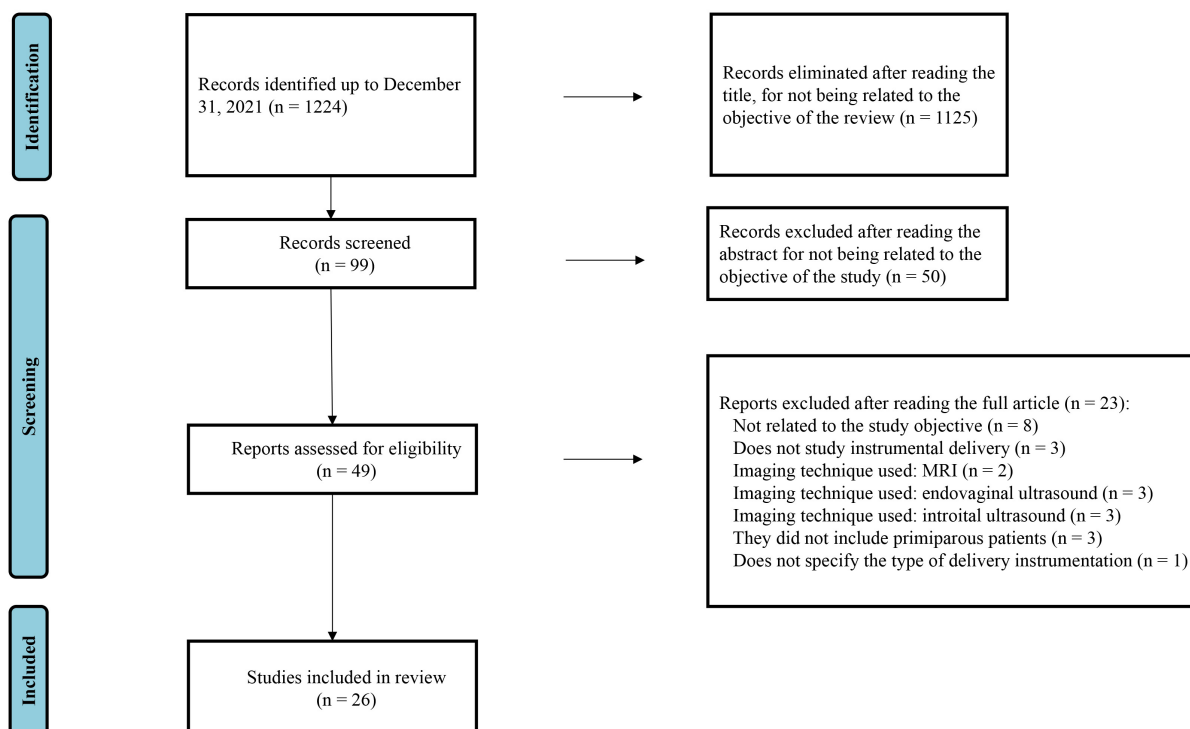 Identification
Records identified up to December
31, 2021 (n = 1224)
Records eliminated after reading the
title, for not being related to the
objective of the review (n = 1125)
Screening
Records screened
(n = 99)
Records excluded after reading the
abstract for not being related to the
objective of the study (n = 50)
Reports assessed for eligibility
(n = 49)
Reports excluded after reading the full article (n = 23):
Not related to the study objective (n = 8)
Does not study instrumental delivery (n = 3)
Imaging technique used: MRI (n = 2)
Imaging technique used: endovaginal ultrasound (n = 3)
Imaging technique used: introital ultrasound (n = 3)
They did not include primiparous patients (n = 3)
Does not specify the type of delivery instrumentation (n = 1)
Included
Studies included in review
(n = 26)